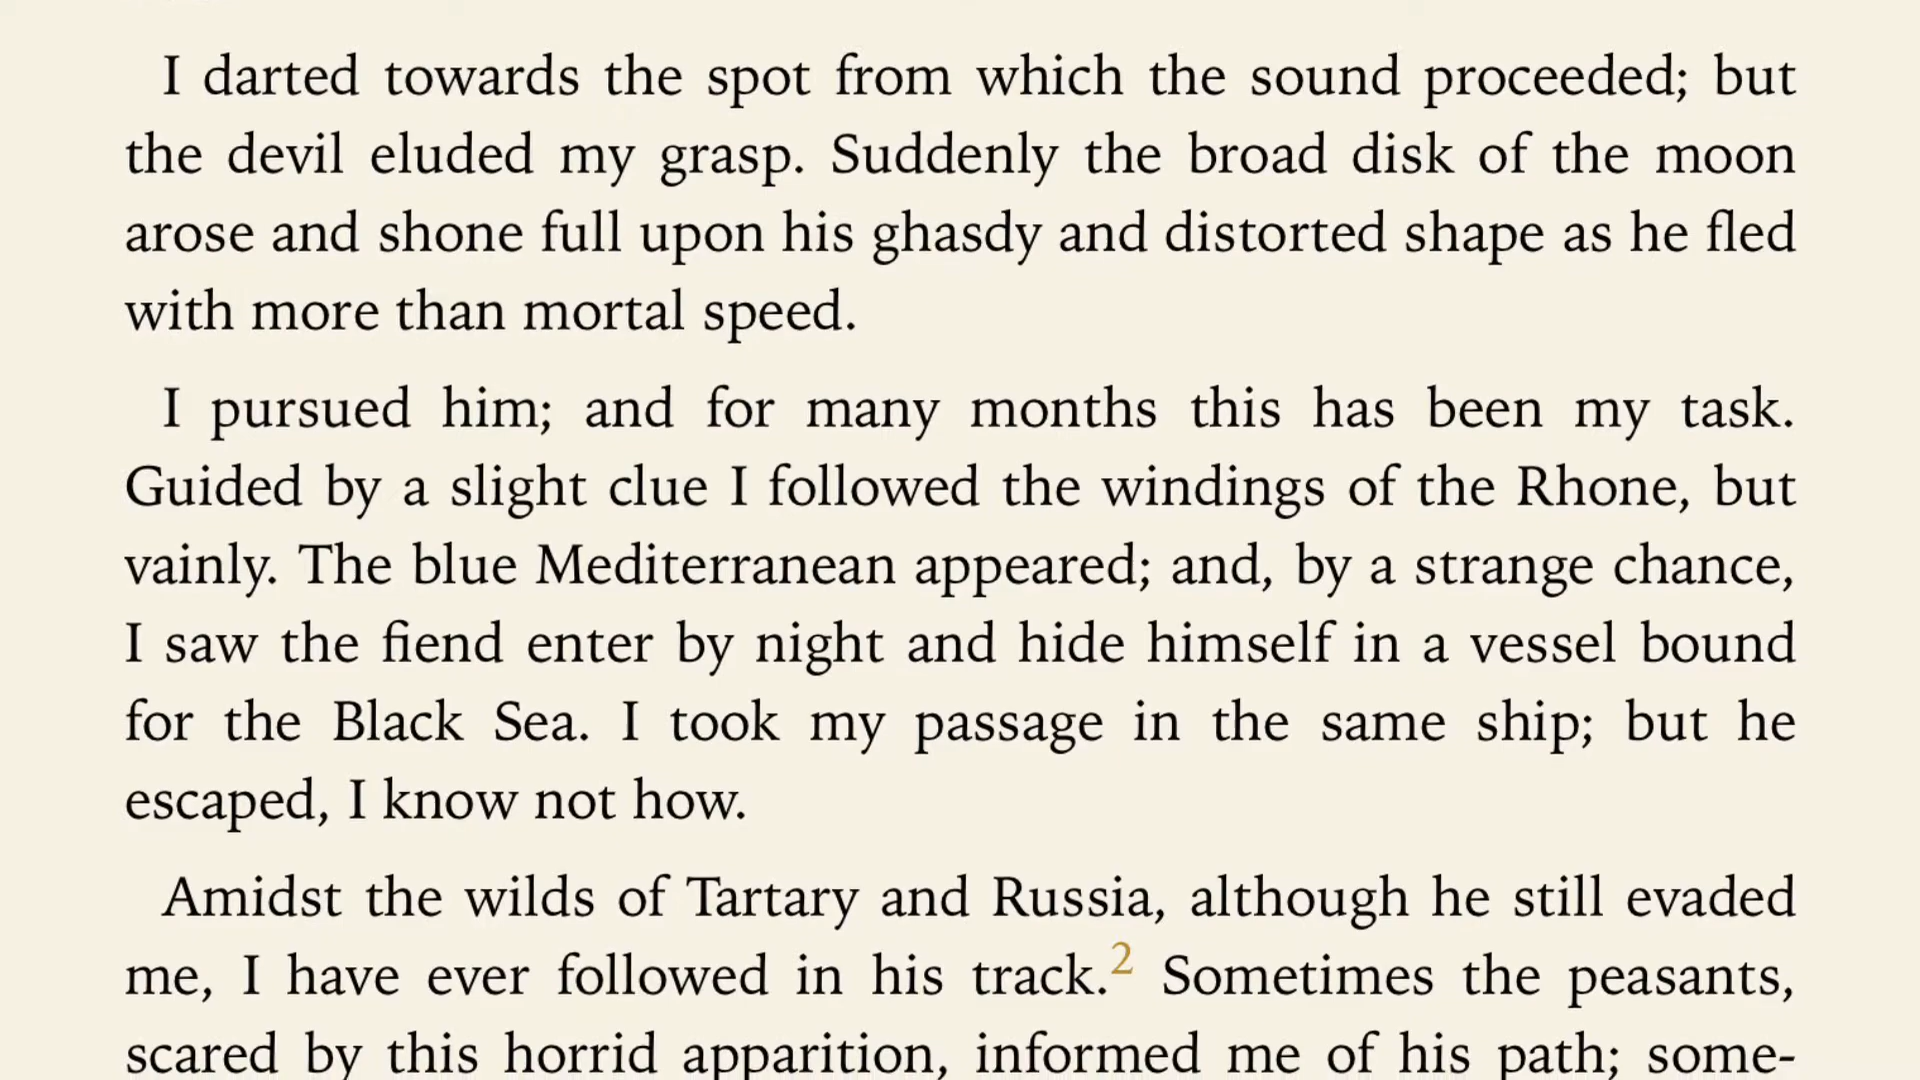 I darted towards the spot from which the sound proceeded; but
the devil eluded my grasp. Suddenly the broad disk of the moon
arose and shone full upon his ghasdy and distorted shape as he fled
with more than mortal speed.
I pursued him; and for many months this has been my task.
Guided by a slight clue I followed the windings of the Rhone, but
vainly. The blue Mediterranean appeared; and, by a strange chance,
I saw the fiend enter by night and hide himself in a vessel bound
for the Black Sea. I took my passage in the same ship; but he
escaped, I know not how.
Amidst the wilds of Tartary and Russia, although he still evaded
me, I have ever followed in his track.2 Sometimes the peasants,
scared by this horrid apparition, informed me of his path; some-